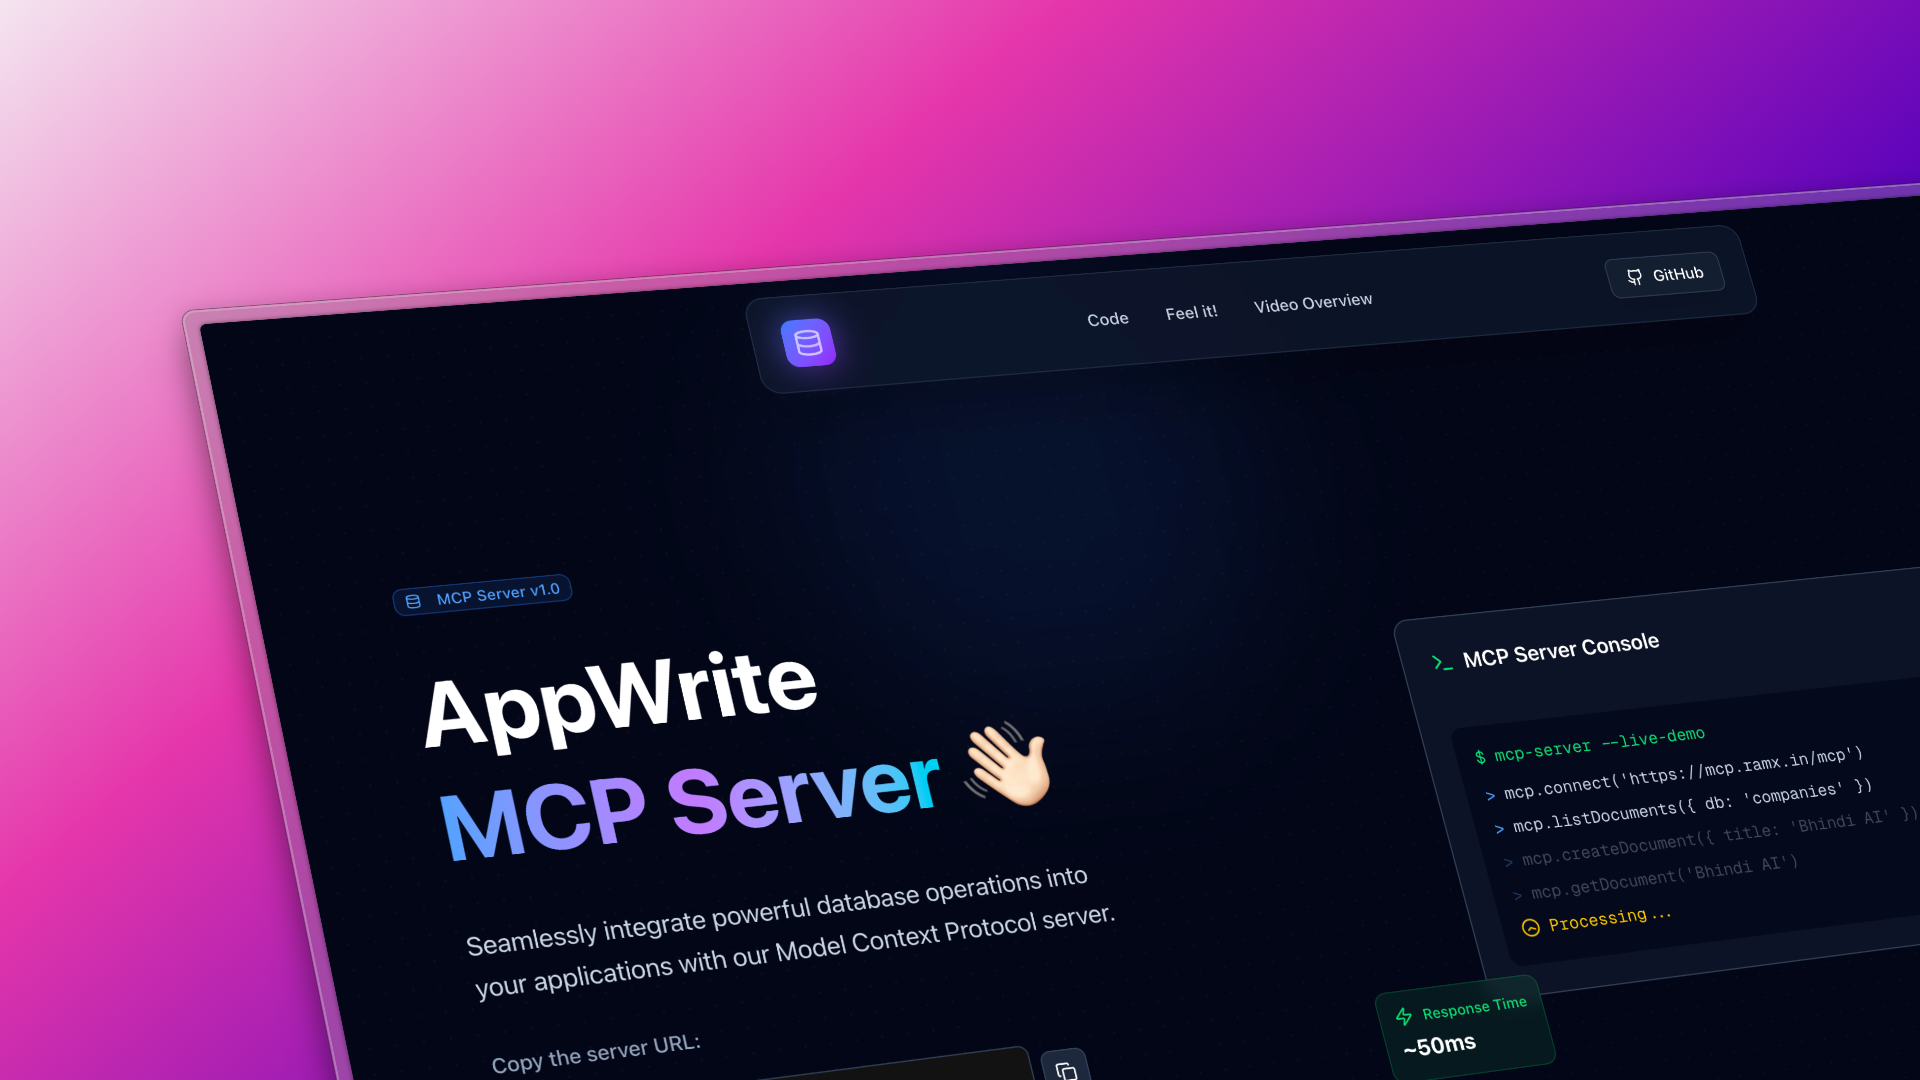 Code
Feel it!
Video Overview
GitHub
MCP Server v1.0
AppWrite
MCP Server 👋🏻
Seamlessly integrate powerful database operations into
your applications with our Model Context Protocol server.
Copy the server URL:
MCP Server Console
$ mcp-server --live-demo
> mcp.connect('https://mcp.ramx.in/mcp')
> mcp.listDocuments({ db: 'companies' })
> mcp.createDocument({ title: 'Bhindi AI' })
> mcp.getDocument('Bhindi AI')
Processing...
Response Time
~50ms